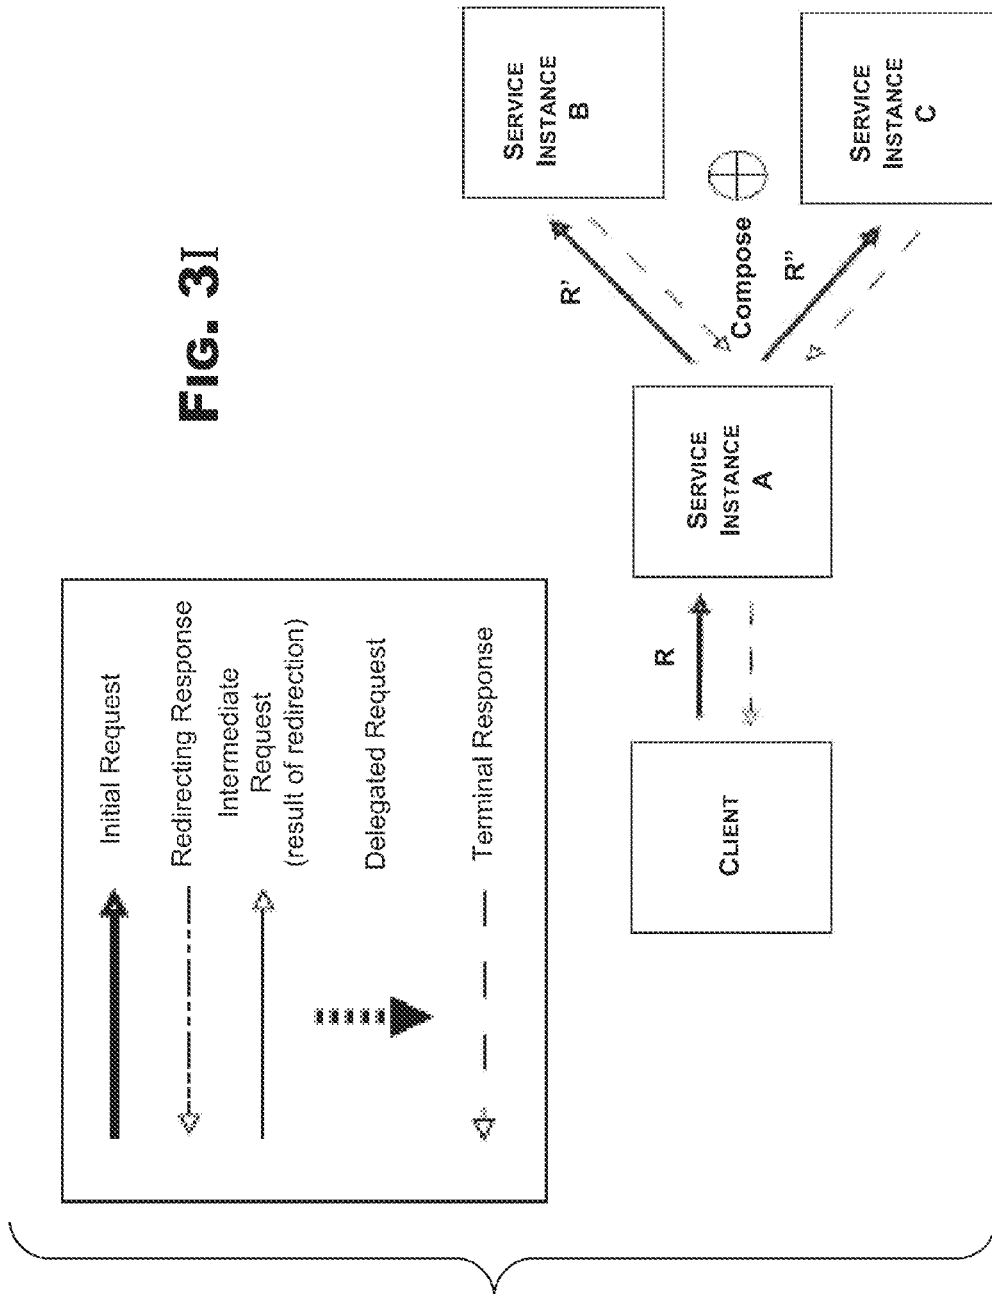 FIG. 3I
Initial Request
Redirecting Response
Intermediate
Request
(result of redirection)
Delegated Request
Terminal Response
CLIENT
R
SERVICE
INSTANCE
A
R'
Compose
R"
SERVICE
INSTANCE
B
SERVICE
INSTANCE
C